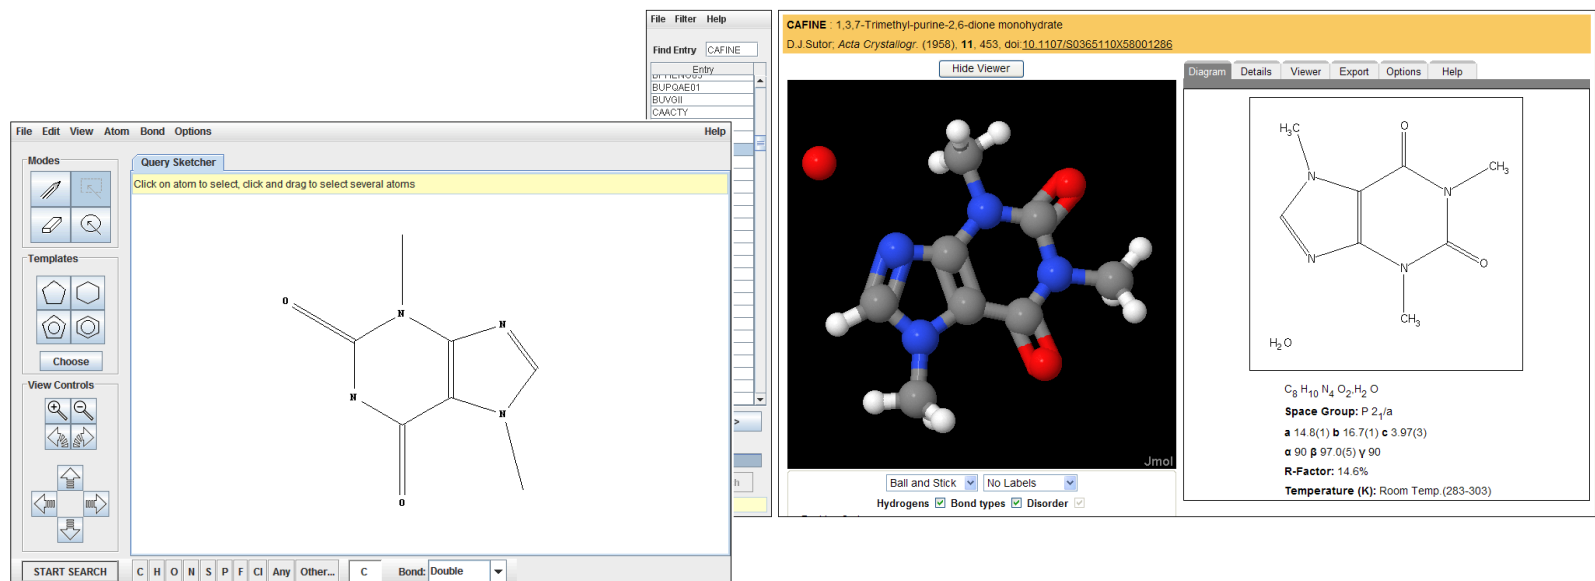 File Edit View Atom Bond Options Help
Modes
Query Sketcher
Click on atom to select, click and drag to select several atoms
Templates
Choose
View Controls
START SEARCH
C H O N S P F Cl Any Other... C Bond: Double
O
N
N
N
N
O
File Filter Help
Find Entry CAFINE
Entry
BUPQAE01
BUVGII
CAACTY
>
h
CAFINE : 1,3,7-Trimethyl-purine-2,6-dione monohydrate
D.J.Sutor; Acta Crystallogr. (1958), 11, 453, doi:10.1107/S0365110X58001286
Hide Viewer
Jmol
Ball and Stick No Labels
Hydrogens Bond types Disorder
Diagram Details Viewer Export Options Help
H₃C
O
N
CH₃
N
N
N
O
CH₃
H₂O
C₈ H₁₀ N₄ O₂,H₂ O
Space Group: P 2₁/a
a 14.8(1) b 16.7(1) c 3.97(3)
α 90 β 97.0(5) γ 90
R-Factor: 14.6%
Temperature (K): Room Temp.(283-303)